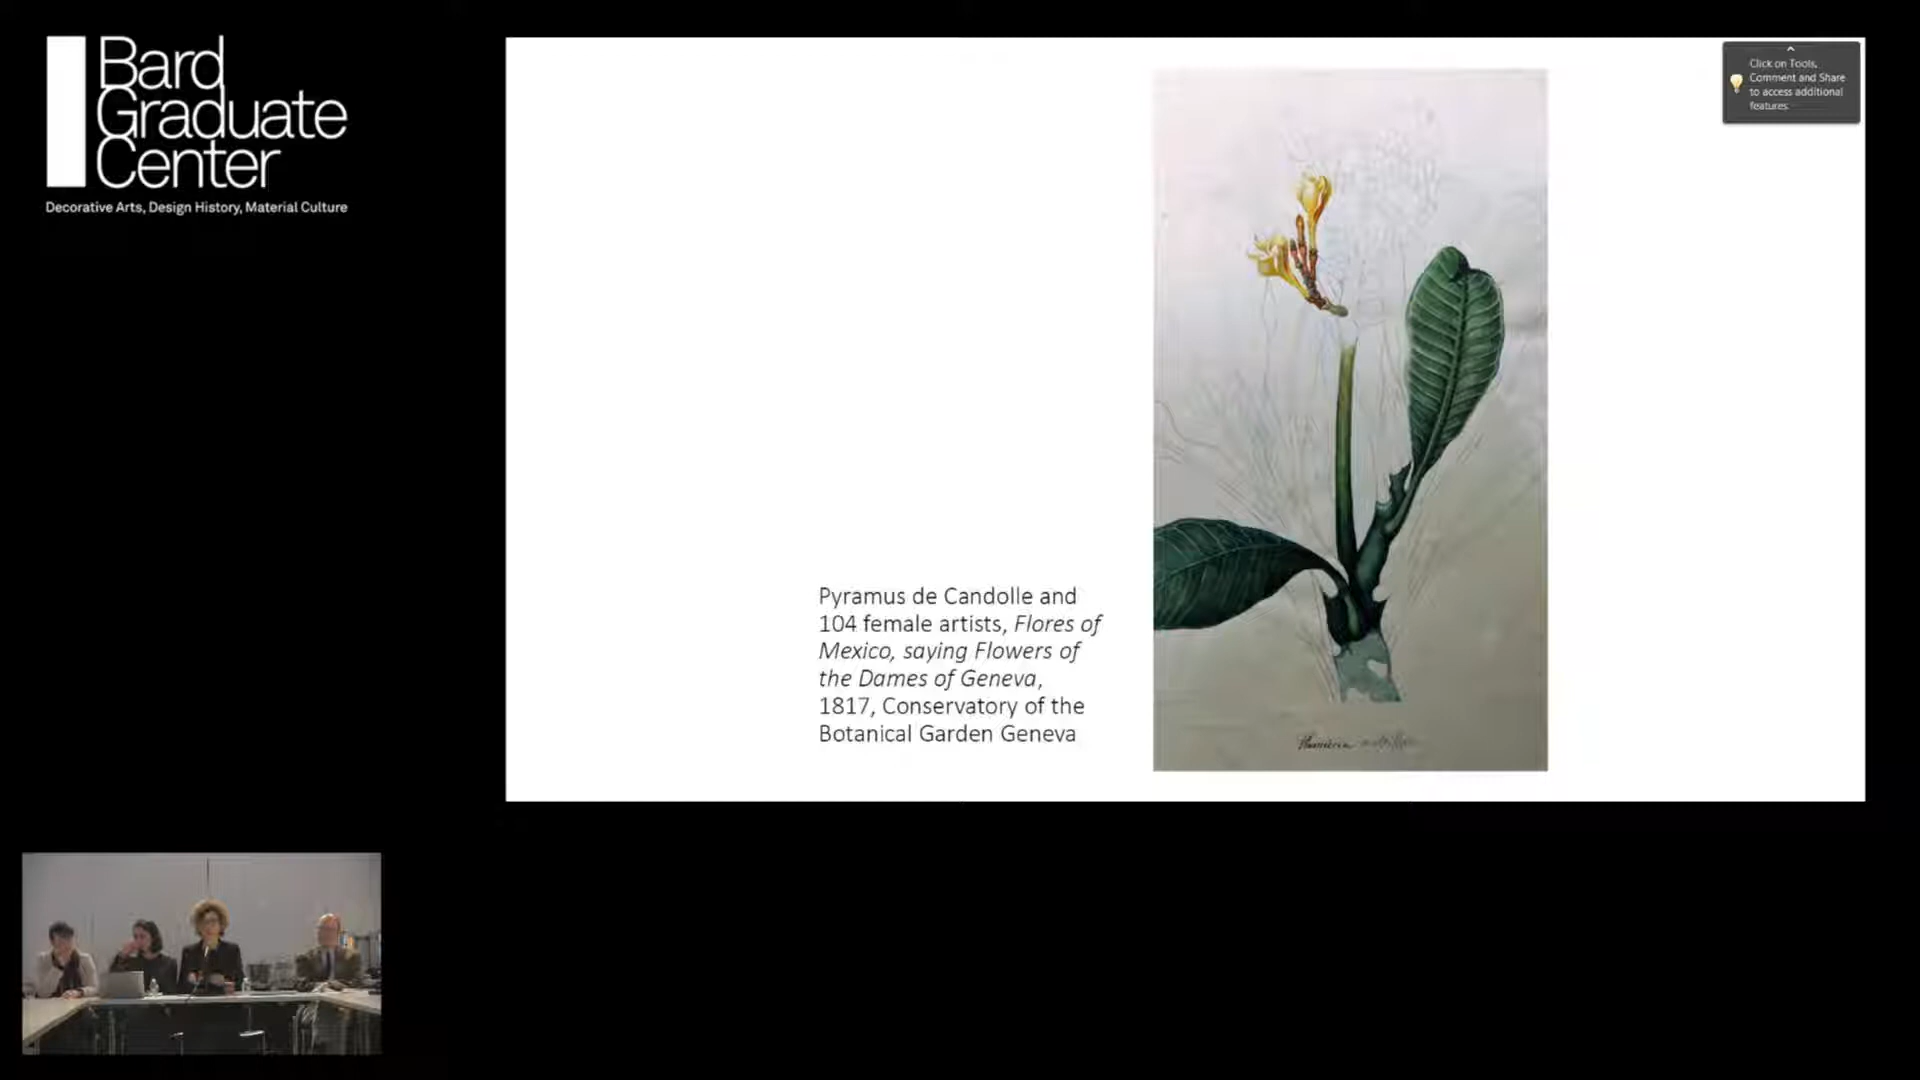 Bard
Graduate
Center
Decorative Arts, Design History, Material Culture
Click on Tools,
Comment and Share
to access additional
features.
Pyramus de Candolle and
104 female artists, Flores of
Mexico, saying Flowers of
the Dames of Geneva,
1817, Conservatory of the
Botanical Garden Geneva